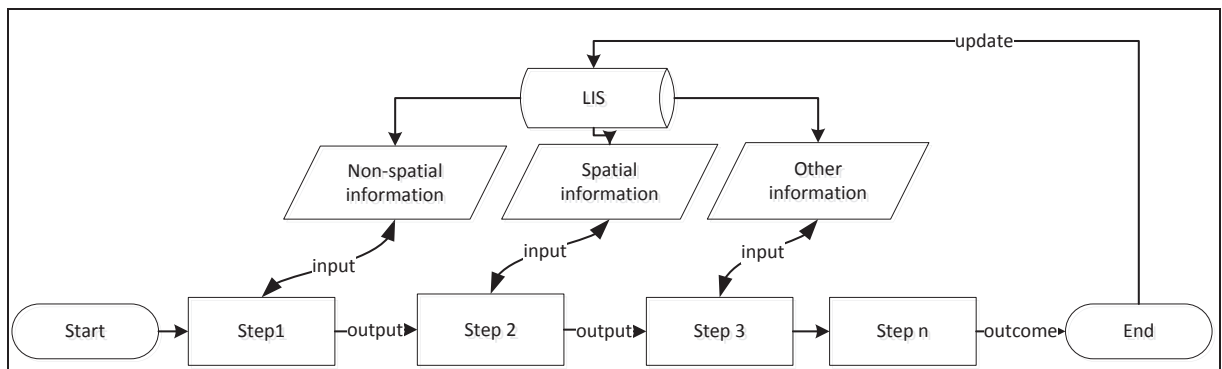 update
LIS
Non-spatial
information
Spatial
information
Other
information
input
input
input
Start
Step1
output
Step 2
output
Step 3
Step n
outcome
End